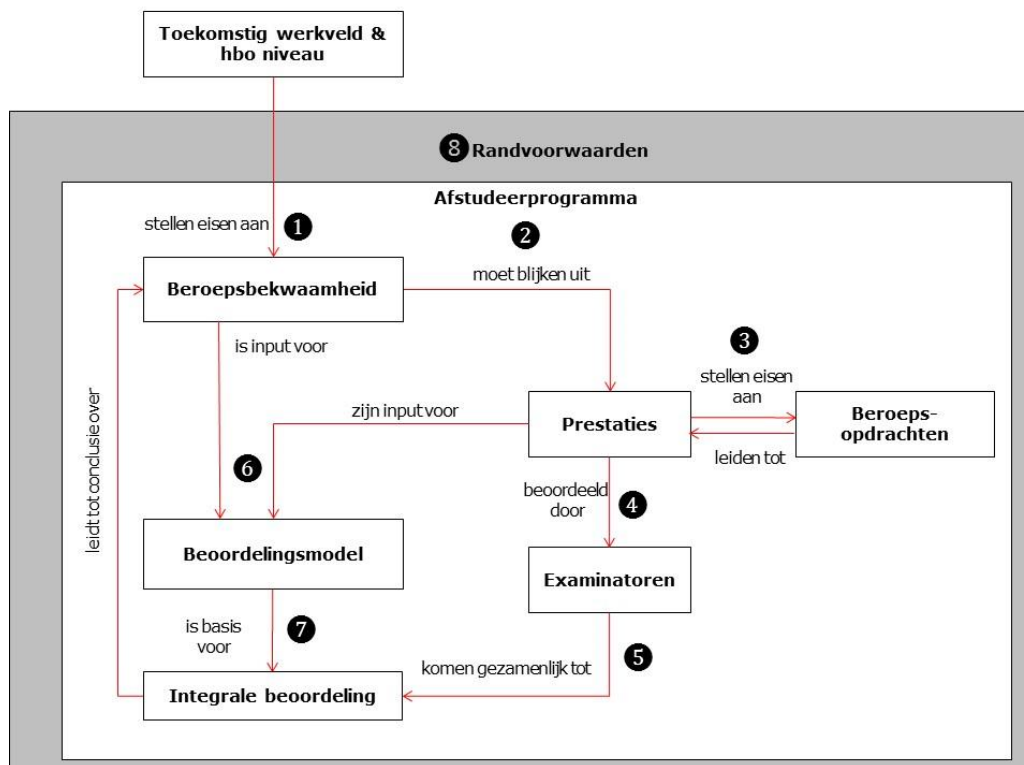 Toekomstig werkveld &
hbo niveau
8 Randvoorwaarden
Afstudeerprogramma
stellen eisen aan 1
2
moet blijken uit
Beroepsbekwaamheid
is input voor
3
stellen eisen
aan
zijn input voor
Prestaties
Beroeps-
opdrachten
leiden tot
leidt tot conclusie over
6
beoordeeld
door
4
Beoordelingsmodel
Examinatoren
is basis
voor
7
5
komen gezamenlijk tot
Integrale beoordeling